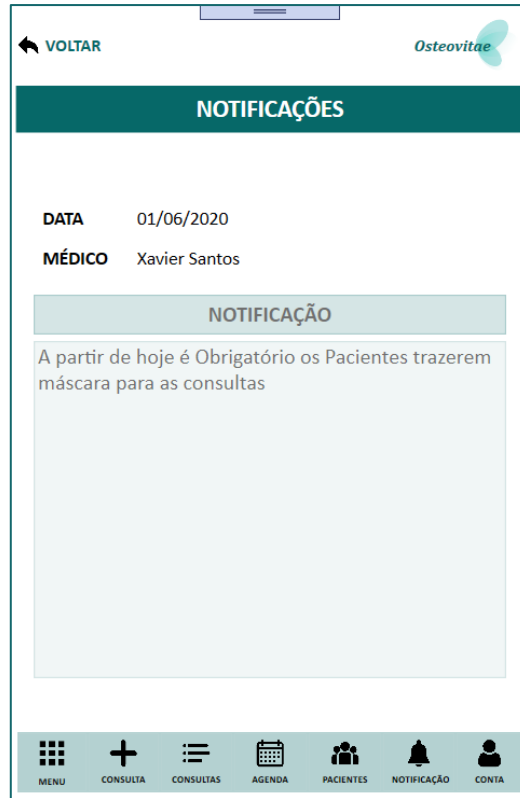 VOLTAR
Osteovitae
NOTIFICAÇÕES
DATA 01/06/2020
MÉDICO Xavier Santos
NOTIFICAÇÃO
A partir de hoje é Obrigatório os Pacientes trazerem
máscara para as consultas
MENU CONSULTA CONSULTAS AGENDA PACIENTES NOTIFICAÇÃO CONTA